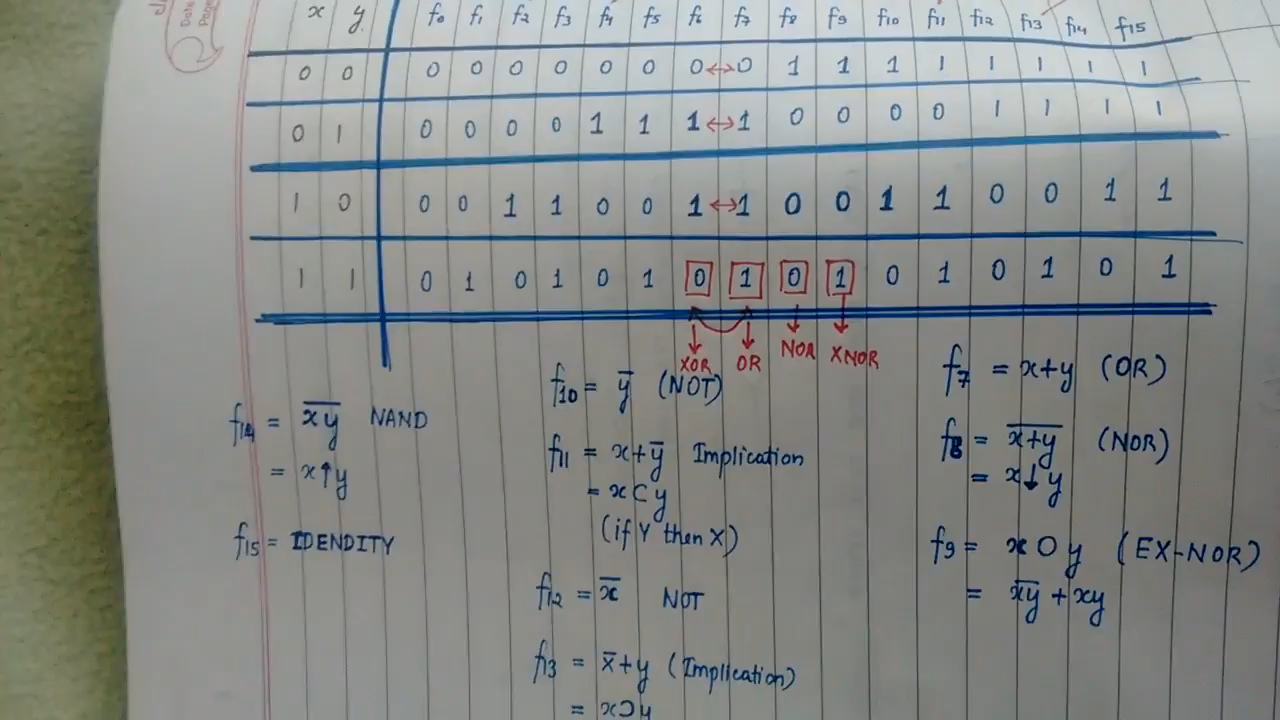 Date
Page
x y f0 f1 f2 f3 f4 f5 f6 f7 f8 f9 f10 f11 f12 f13 f14 f15
0 0 0 0 0 0 0 0 0↔0 1 1 1 1 1 1 1 1
0 1 0 0 0 0 1 1 1↔1 0 0 0 0 1 1 1 1
1 0 0 0 1 1 0 0 1↔1 0 0 1 1 0 0 1 1
1 1 0 1 0 1 0 1 0 1 0 1 0 1 0 1 0 1
XOR OR NOR XNOR
f14 = x̅y̅ NAND
= x↑y
f15 = IDENDITY
f10 = y̅ (NOT)
f11 = x+y̅ Implication
= x⊂y
(if Y then X)
f12 = x̅ NOT
f13 = x̅+y (Implication)
= x⊃y
f7 = x+y (OR)
f8 = x̅+̅y̅ (NOR)
= x↓y
f9 = x O y (EX-NOR)
= x̅y̅ + xy